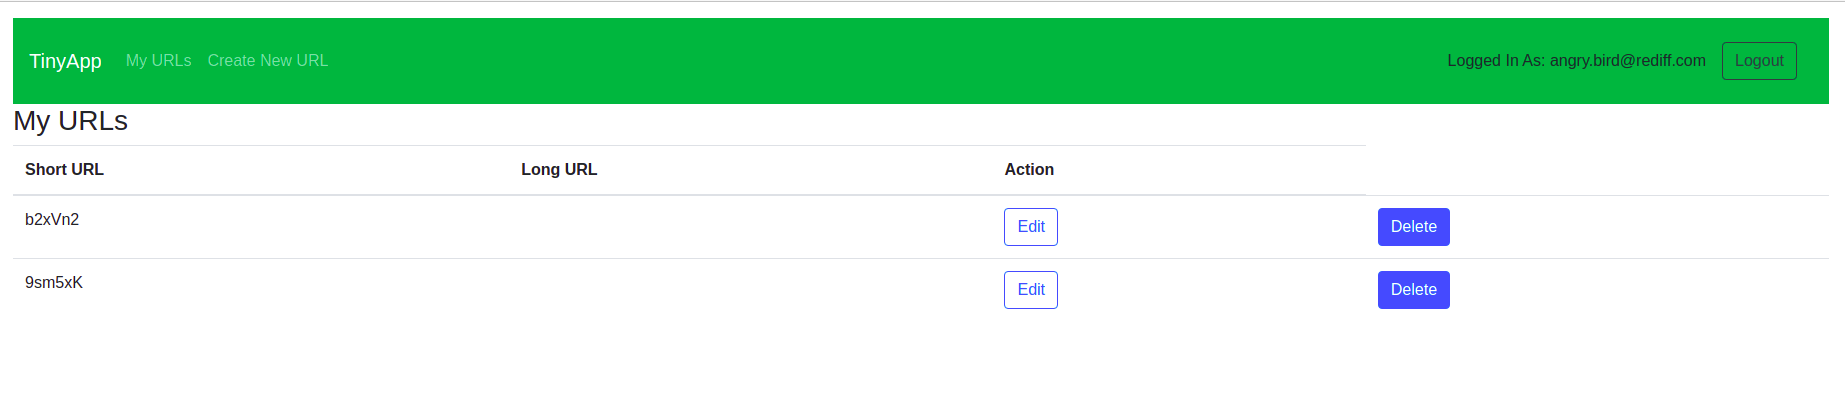 TinyApp My URLs Create New URL Logged In As: angry.bird@rediff.com Logout
My URLs
Short URL Long URL Action
b2xVn2 Edit Delete
9sm5xK Edit Delete